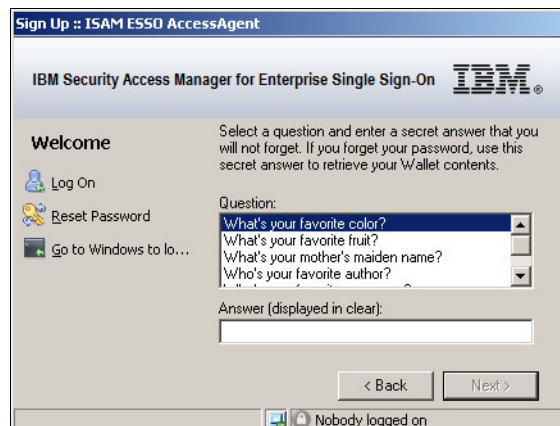 Sign Up :: ISAM ESSO AccessAgent
IBM Security Access Manager for Enterprise Single Sign-On IBM®
Welcome
Log On
Reset Password
Go to Windows to lo...
Select a question and enter a secret answer that you
will not forget. If you forget your password, use this
secret answer to retrieve your Wallet contents.
Question:
What's your favorite color?
What's your favorite fruit?
What's your mother's maiden name?
Who's your favorite author?
Answer (displayed in clear):
< Back
Next >
Nobody logged on